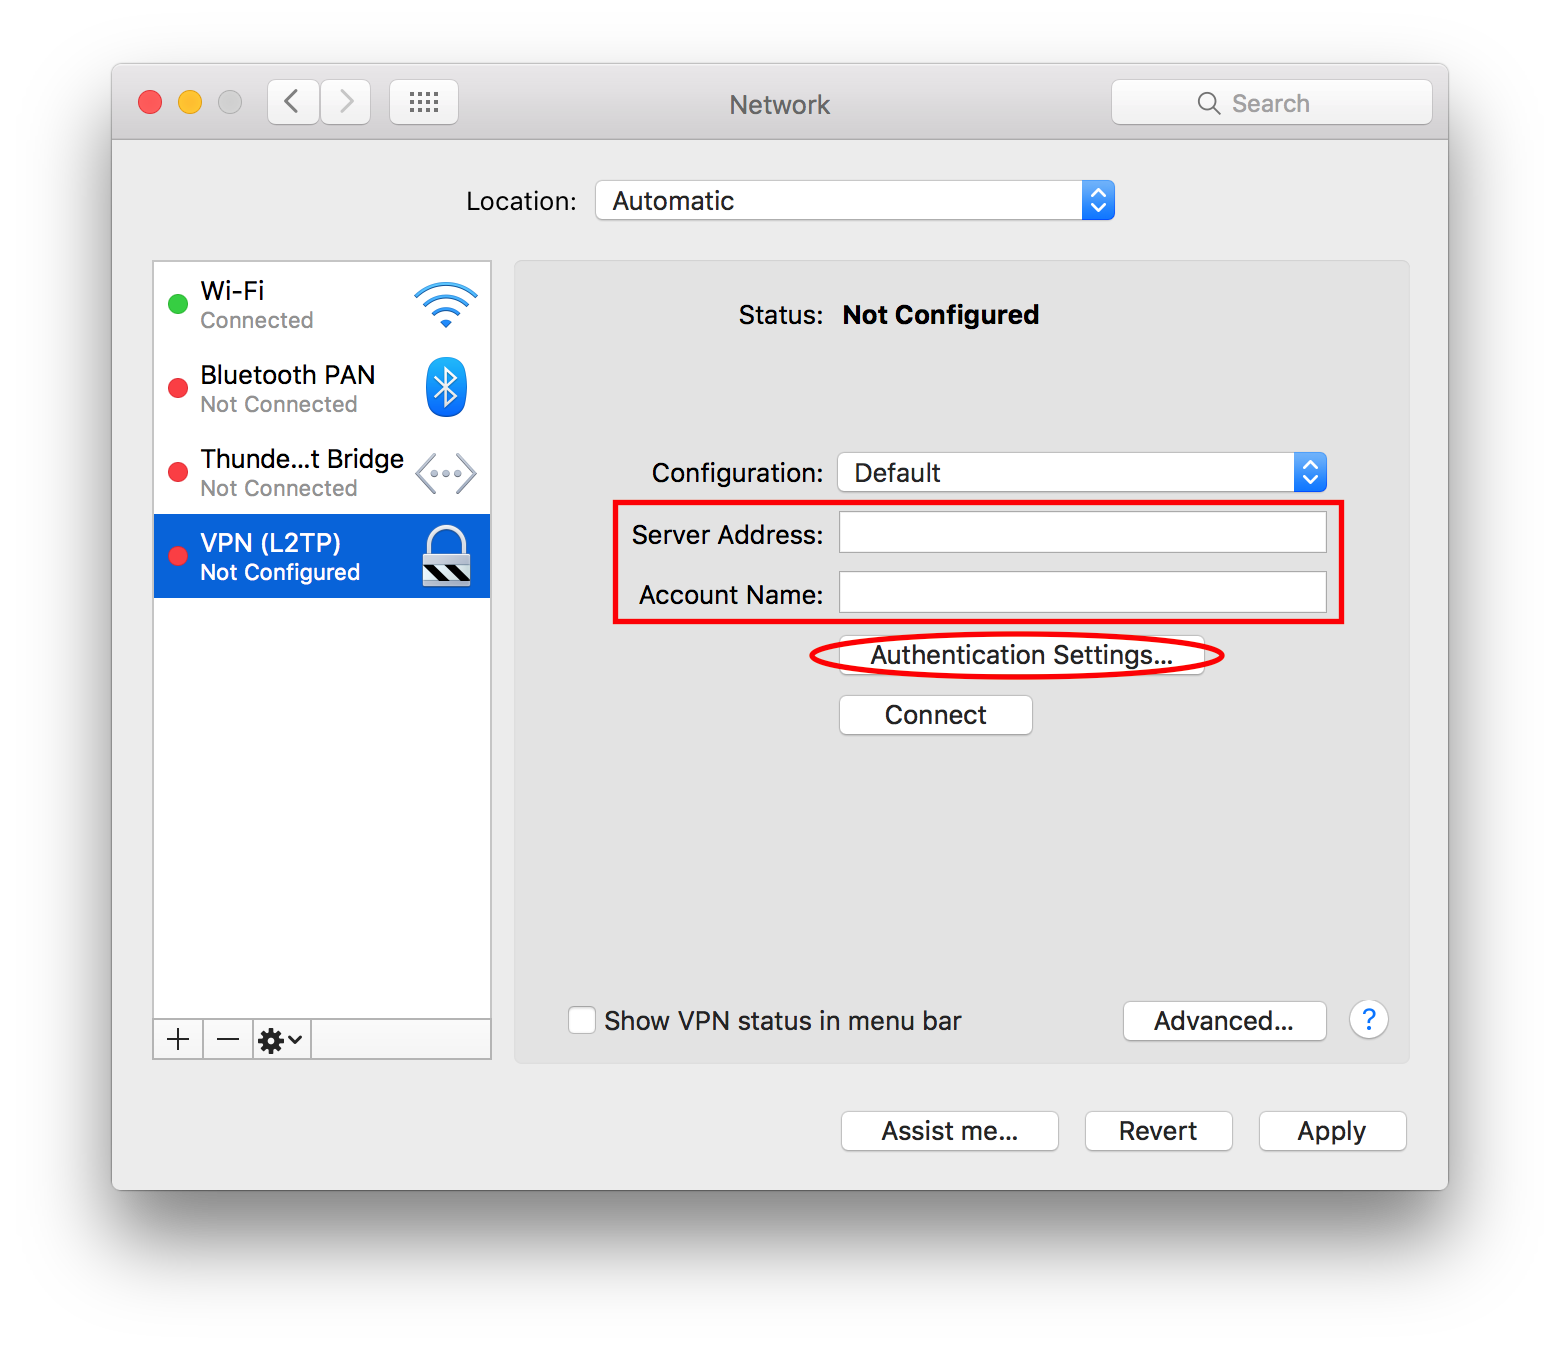 Network
Search
Location: Automatic
Wi-Fi
Connected
Bluetooth PAN
Not Connected
Thunde...t Bridge
Not Connected
VPN (L2TP)
Not Configured
Status: Not Configured
Configuration: Default
Server Address:
Account Name:
Authentication Settings...
Connect
Show VPN status in menu bar
Advanced...
?
Assist me...
Revert
Apply